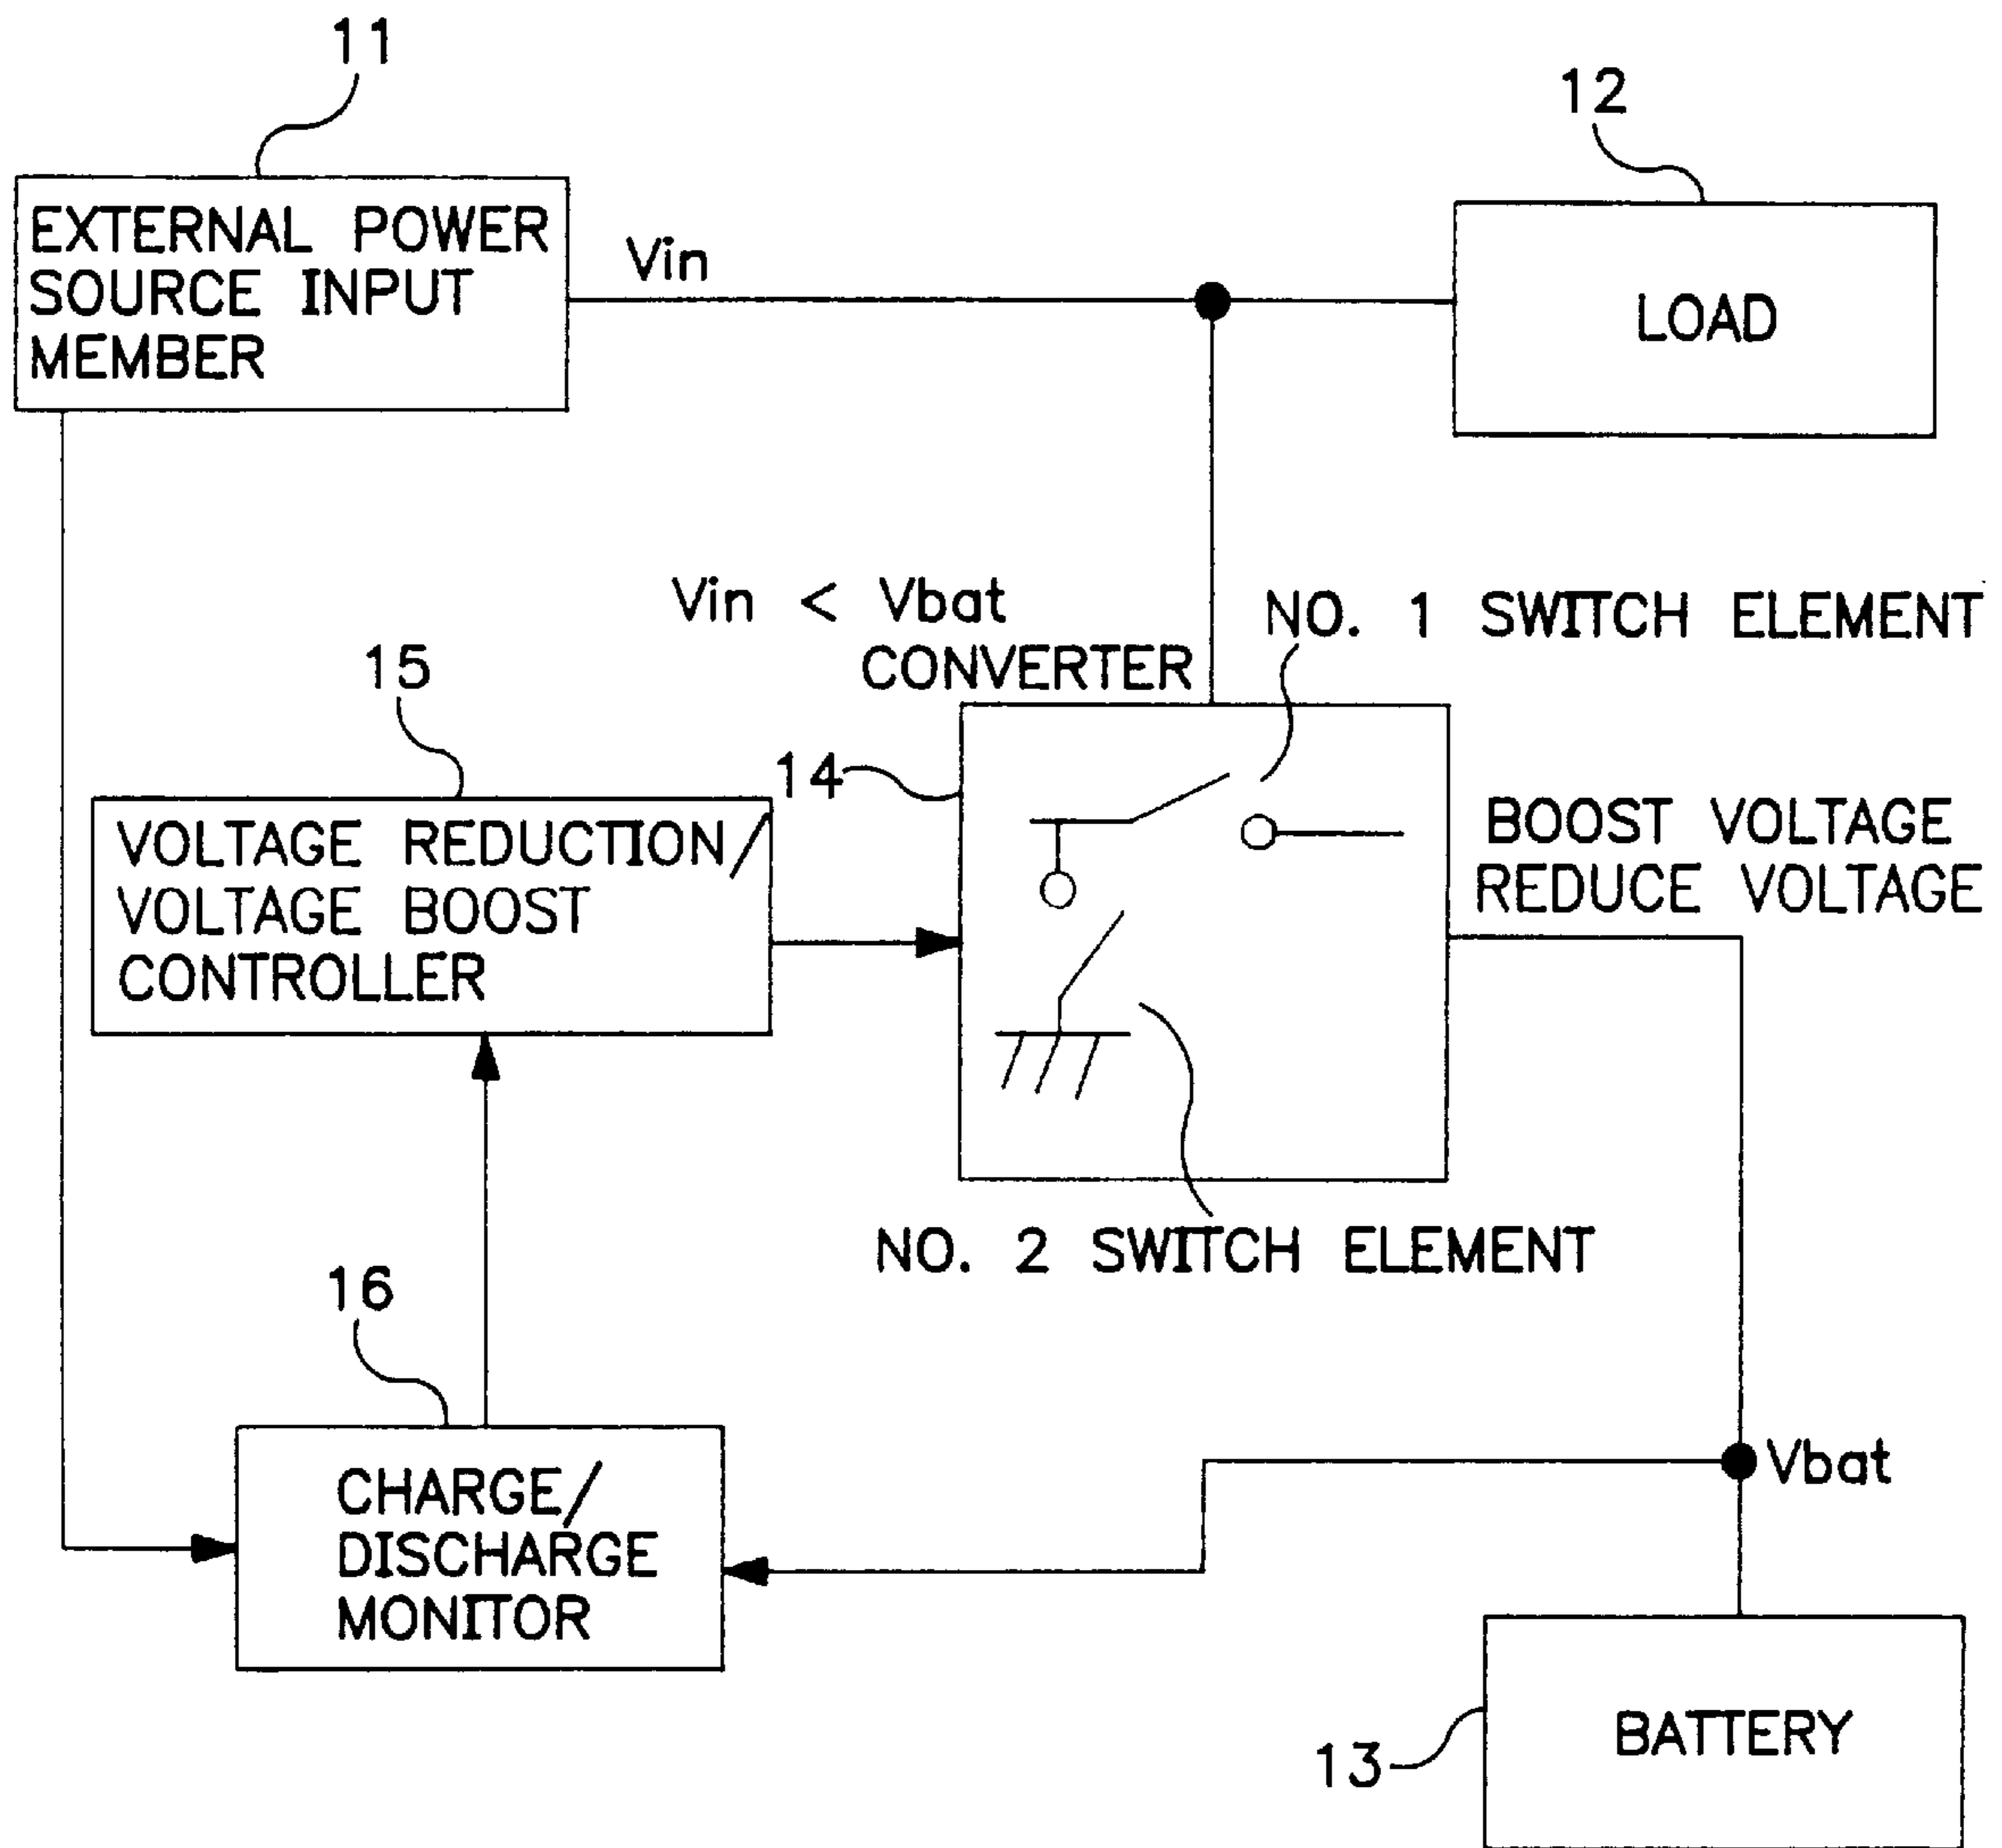 11
12
EXTERNAL POWER
SOURCE INPUT
MEMBER
Vin
LOAD
Vin < Vbat
CONVERTER
NO. 1 SWITCH ELEMENT
15
14
VOLTAGE REDUCTION/
VOLTAGE BOOST
CONTROLLER
BOOST VOLTAGE
REDUCE VOLTAGE
NO. 2 SWITCH ELEMENT
16
CHARGE/
DISCHARGE
MONITOR
Vbat
13
BATTERY